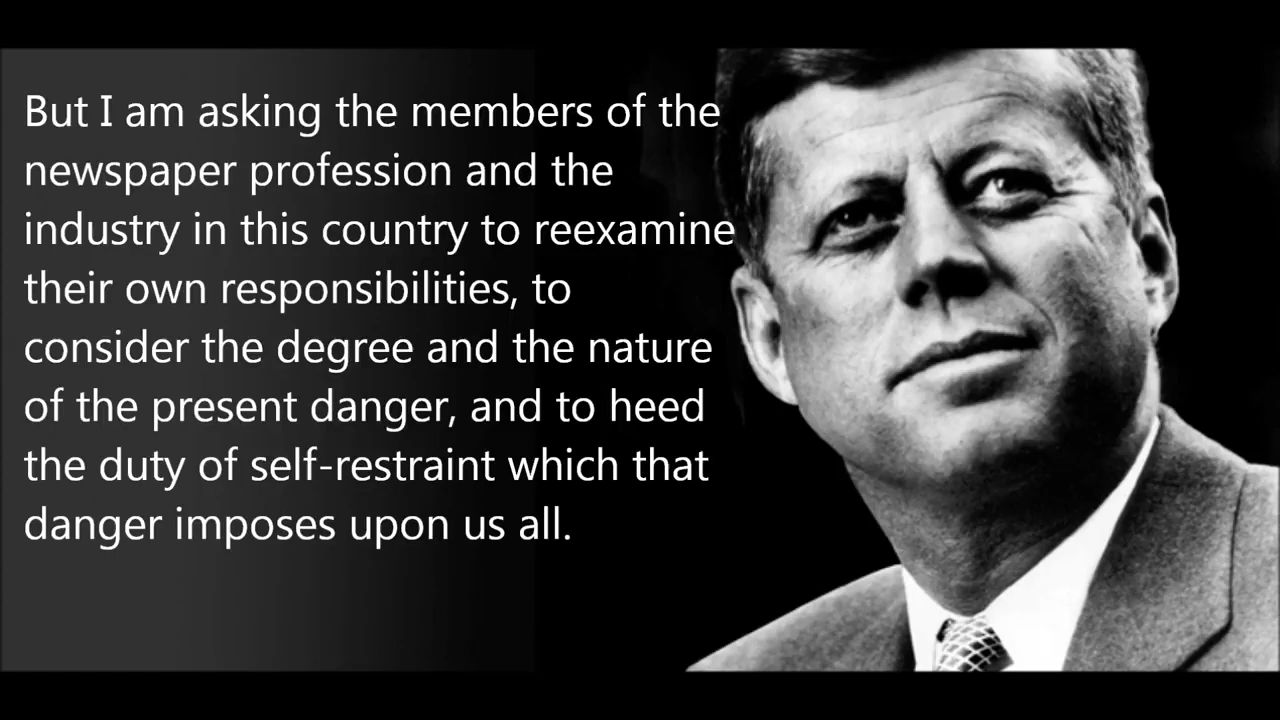 But I am asking the members of the
newspaper profession and the
industry in this country to reexamine
their own responsibilities, to
consider the degree and the nature
of the present danger, and to heed
the duty of self-restraint which that
danger imposes upon us all.